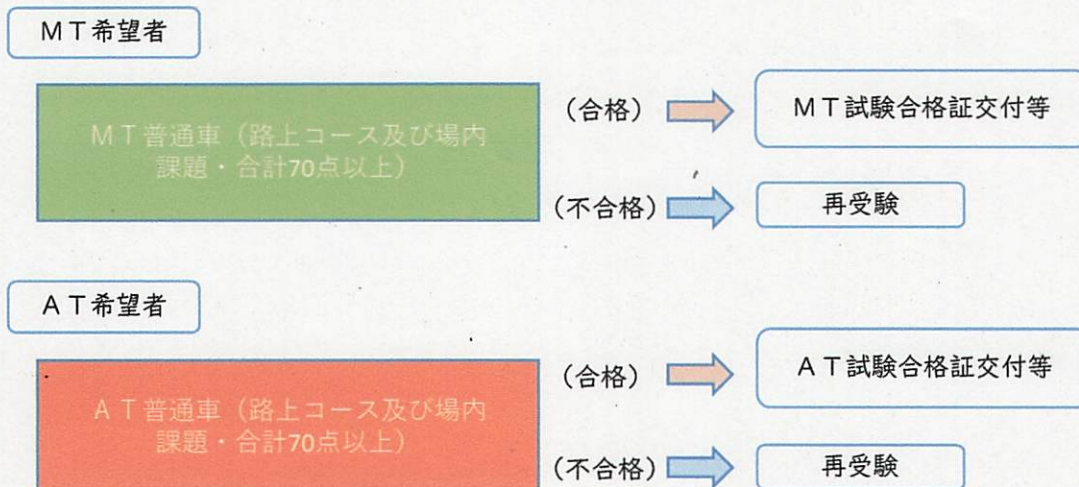 ＭＴ希望者
ＭＴ普通車（路上コース及び場内
課題・合計70点以上）
（合格）
ＭＴ試験合格証交付等
（不合格）
再受験
ＡＴ希望者
ＡＴ普通車（路上コース及び場内
課題・合計70点以上）
（合格）
ＡＴ試験合格証交付等
（不合格）
再受験